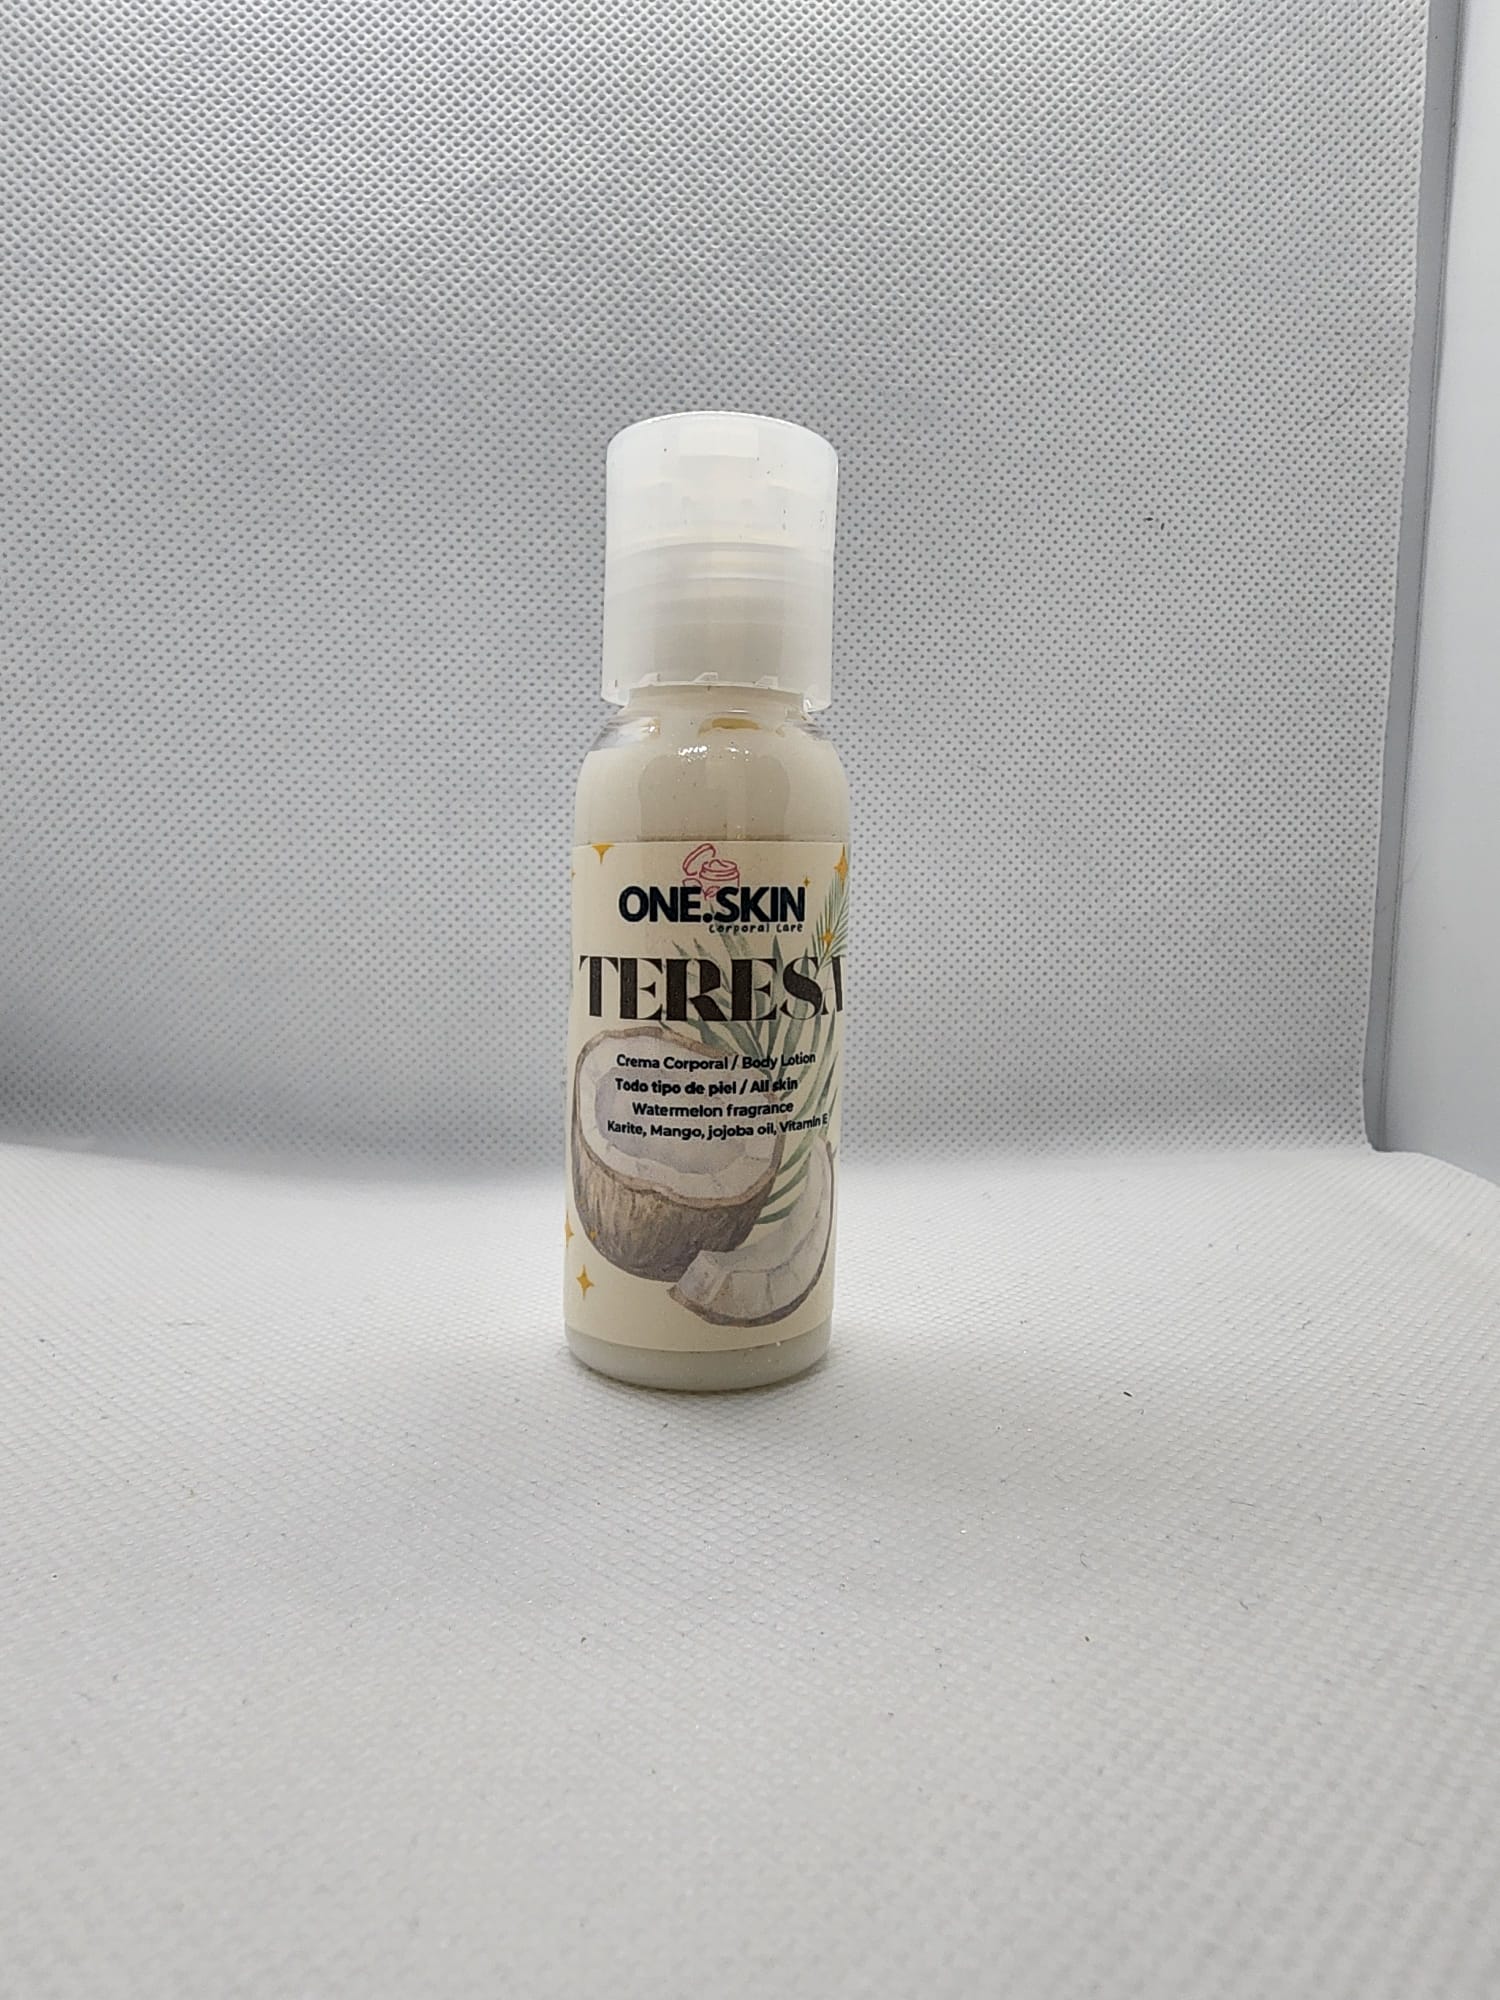 ONE.SKIN
corporal care
TERESA
Crema Corporal / Body Lotion
Todo tipo de piel / All skin
Watermelon fragrance
Karite, Mango, jojoba oil, Vitamin E